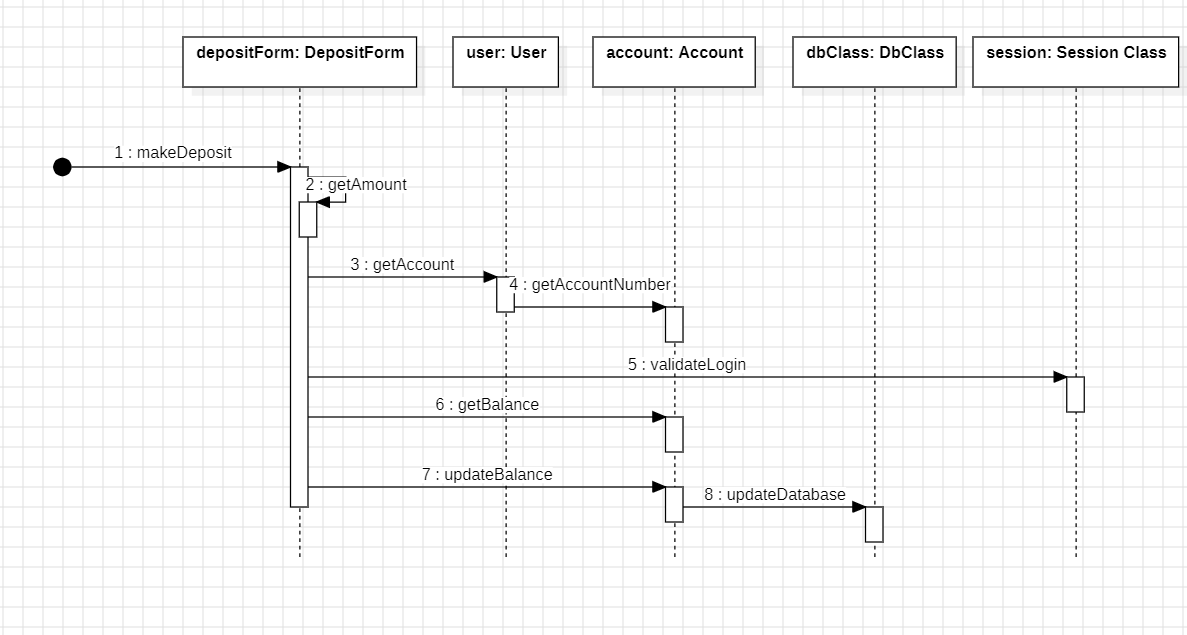 depositForm: DepositForm
user: User
account: Account
dbClass: DbClass
session: Session Class
1 : makeDeposit
2 : getAmount
3 : getAccount
4 : getAccountNumber
5 : validateLogin
6 : getBalance
7 : updateBalance
8 : updateDatabase